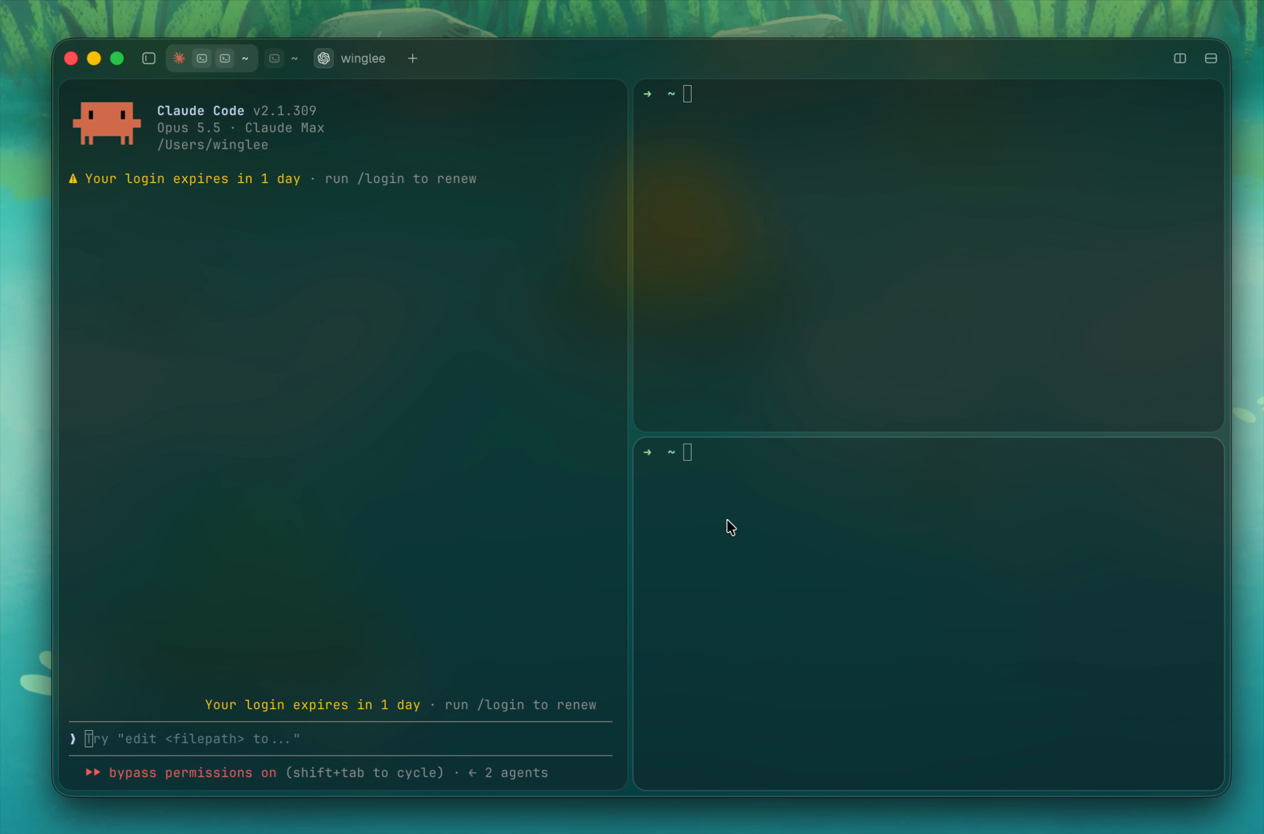 ~ ~ winglee +
Claude Code v2.1.309
Opus 5.5 · Claude Max
/Users/winglee
⚠ Your login expires in 1 day · run /login to renew
Your login expires in 1 day · run /login to renew
❯ Try "edit <filepath> to..."
⏵⏵ bypass permissions on (shift+tab to cycle) · ← 2 agents
→ ~
→ ~